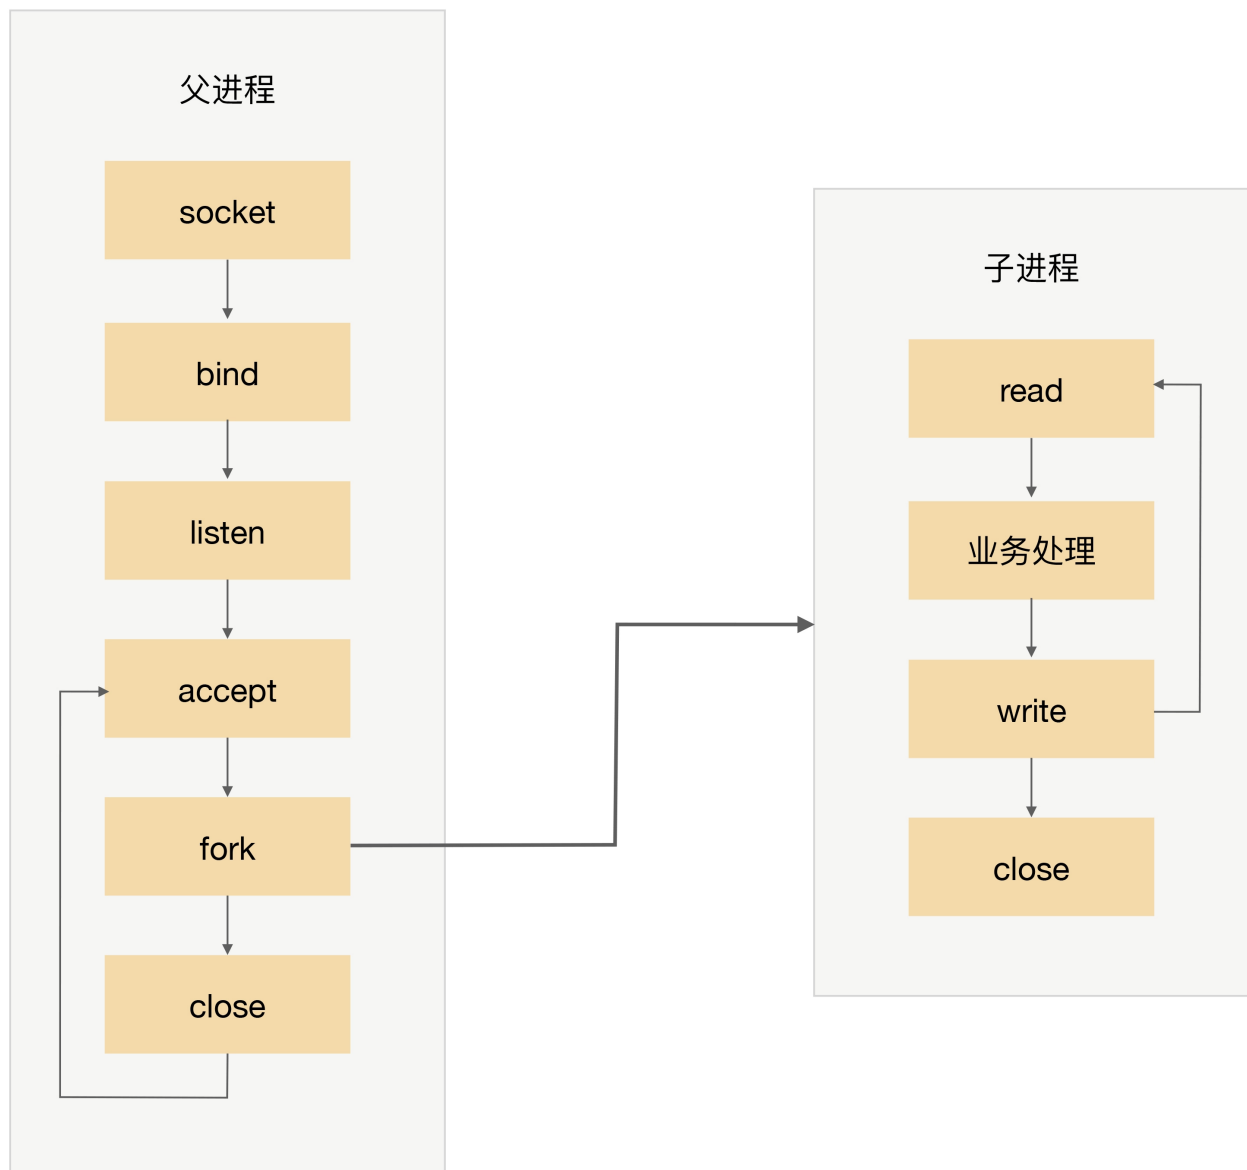 父进程
socket
bind
listen
accept
fork
close
子进程
read
业务处理
write
close